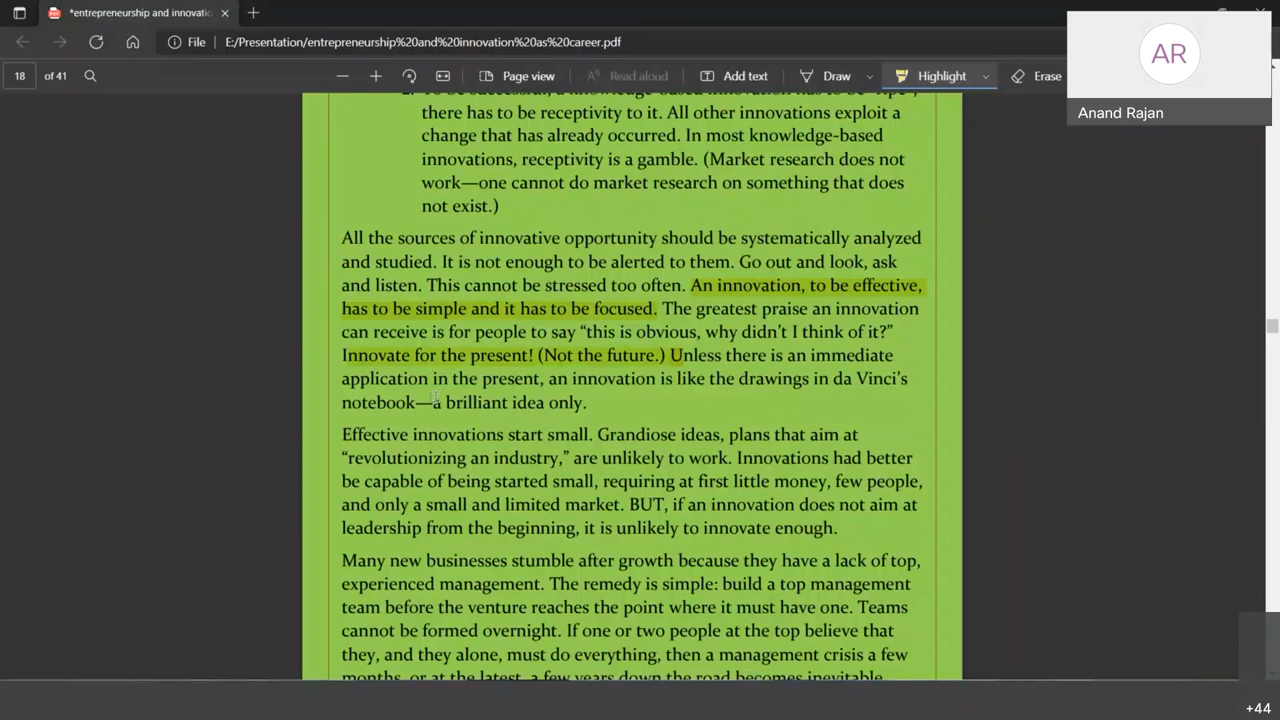 *entrepreneurship and innovatio
File
E:/Presentation/entrepreneurship%20and%20innovation%20as%20career.pdf
AR
Anand Rajan
18 of 41
Page view
Read aloud
Add text
Draw
Highlight
Erase
there has to be receptivity to it. All other innovations exploit a
change that has already occurred. In most knowledge-based
innovations, receptivity is a gamble. (Market research does not
work—one cannot do market research on something that does
not exist.)
All the sources of innovative opportunity should be systematically analyzed
and studied. It is not enough to be alerted to them. Go out and look, ask
and listen. This cannot be stressed too often. An innovation, to be effective,
has to be simple and it has to be focused. The greatest praise an innovation
can receive is for people to say “this is obvious, why didn’t I think of it?”
Innovate for the present! (Not the future.) Unless there is an immediate
application in the present, an innovation is like the drawings in da Vinci’s
notebook—a brilliant idea only.
Effective innovations start small. Grandiose ideas, plans that aim at
“revolutionizing an industry,” are unlikely to work. Innovations had better
be capable of being started small, requiring at first little money, few people,
and only a small and limited market. BUT, if an innovation does not aim at
leadership from the beginning, it is unlikely to innovate enough.
Many new businesses stumble after growth because they have a lack of top,
experienced management. The remedy is simple: build a top management
team before the venture reaches the point where it must have one. Teams
cannot be formed overnight. If one or two people at the top believe that
they, and they alone, must do everything, then a management crisis a few
months, or at the latest, a few years down the road becomes inevitable.
+44